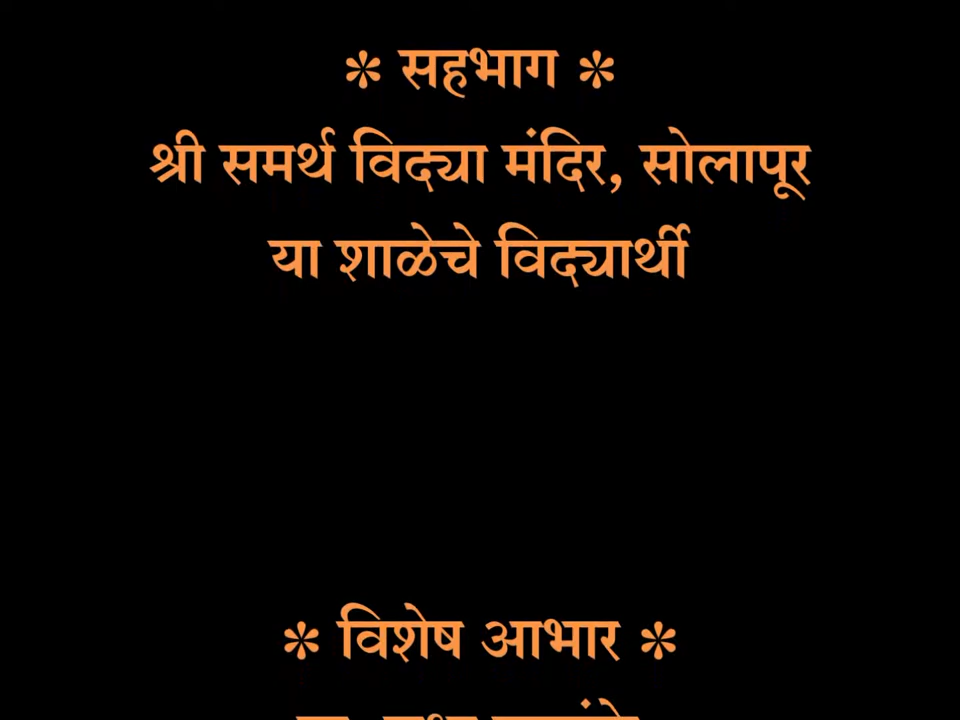 ✼ सहभाग ✼
श्री समर्थ विद्या मंदिर, सोलापूर
या शाळेचे विद्यार्थी
✼ विशेष आभार ✼